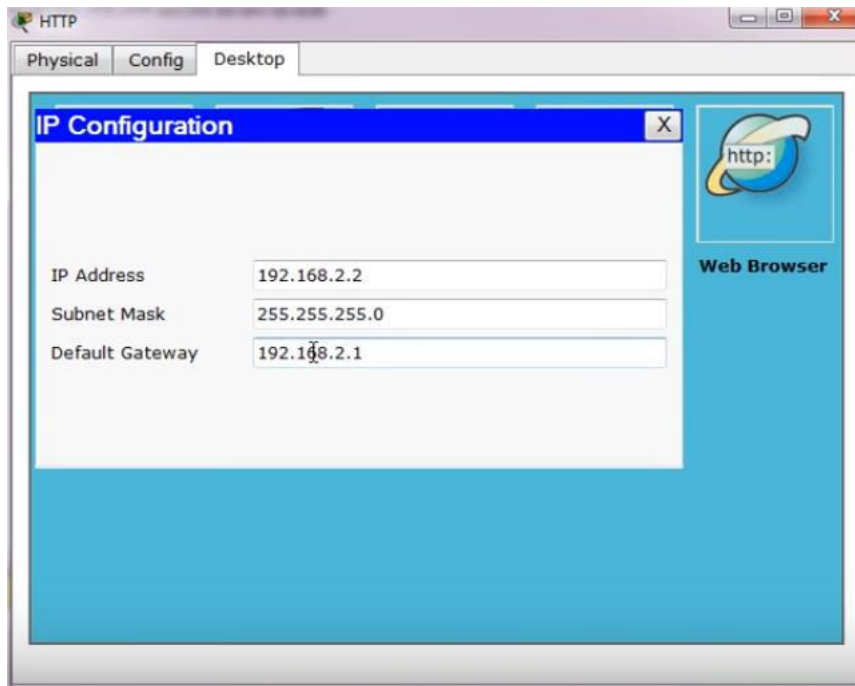 HTTP
Physical Config Desktop
IP Configuration X
http:
Web Browser
IP Address 192.168.2.2
Subnet Mask 255.255.255.0
Default Gateway 192.168.2.1